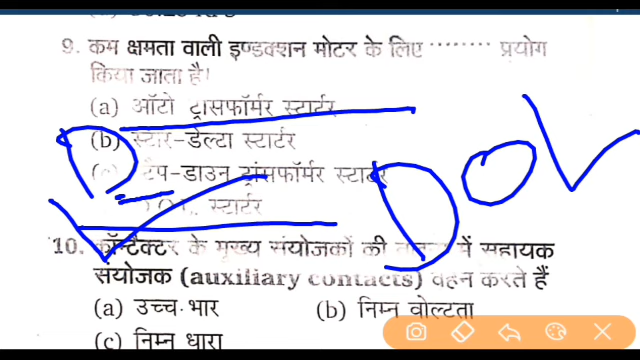 9. कम क्षमता वाली इण्डक्शन मोटर के लिए ········ प्रयोग
किया जाता है।
(a) ऑटो ट्रासफॉर्मर स्टार्टर
(b) स्टार-डेल्टा स्टार्टर
(c) स्टेप-डाउन ट्रांसफॉर्मर स्टार्टर
D.O.L. स्टार्टर
D O L
10. कॉन्टैक्टर के मुख्य संयोजकों की में सहायक
संयोजक (auxiliary contacts) वहन करते हैं
(a) उच्च भार (b) निम्न वोल्टता
(c) निम्न धारा